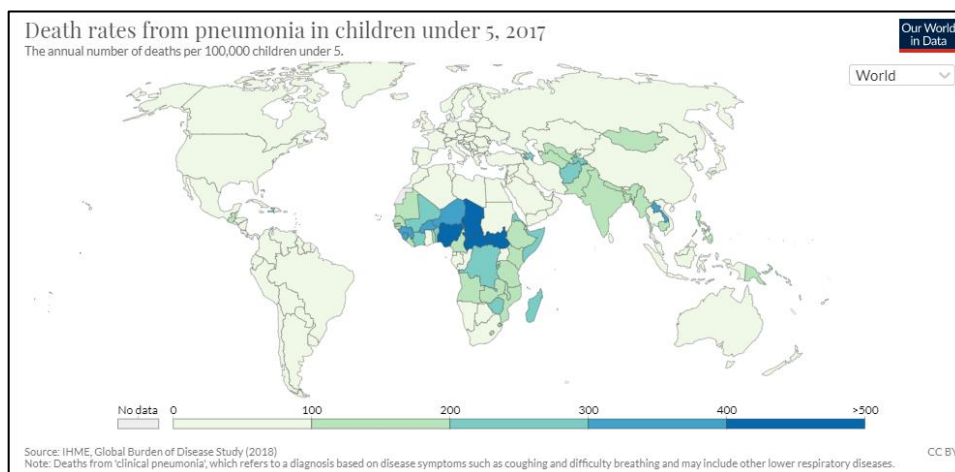 Death rates from pneumonia in children under 5, 2017
The annual number of deaths per 100,000 children under 5.
Our World
in Data
World
No data 0 100 200 300 400 >500
Source: IHME, Global Burden of Disease Study (2018)
CC BY
Note: Deaths from 'clinical pneumonia', which refers to a diagnosis based on disease symptoms such as coughing and difficulty breathing and may include other lower respiratory diseases.